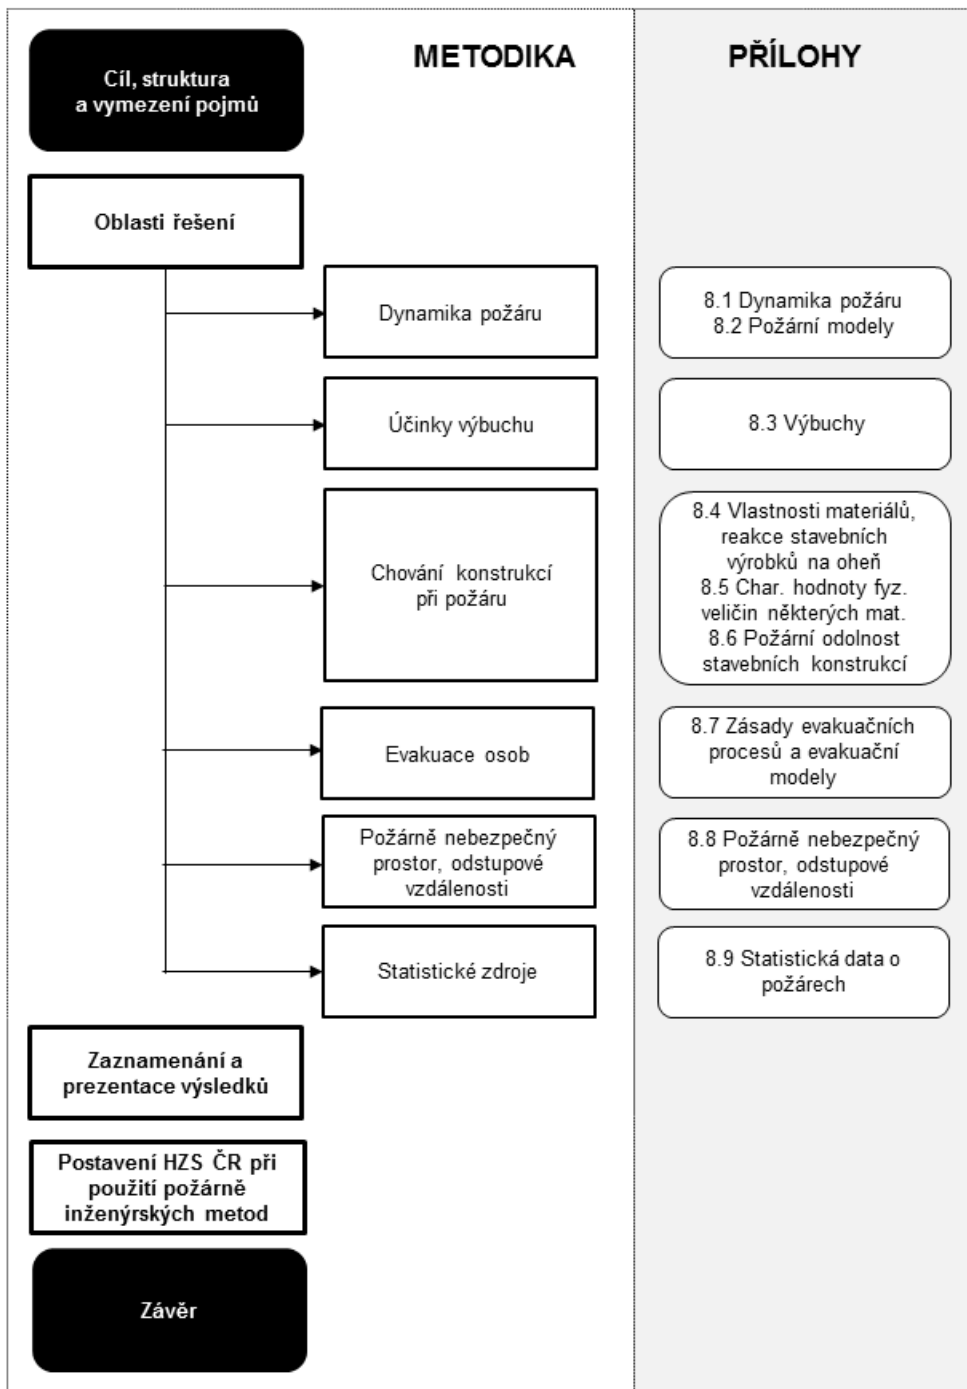 METODIKA
PŘÍLOHY
Cíl, struktura
a vymezení pojmů
Oblasti řešení
Dynamika požáru
8.1 Dynamika požáru
8.2 Požární modely
Účinky výbuchu
8.3 Výbuchy
Chování konstrukcí
při požáru
8.4 Vlastnosti materiálů,
reakce stavebních
výrobků na oheň
8.5 Char. hodnoty fyz.
veličin některých mat.
8.6 Požární odolnost
stavebních konstrukcí
Evakuace osob
8.7 Zásady evakuačních
procesů a evakuační
modely
Požárně nebezpečný
prostor, odstupové
vzdálenosti
8.8 Požárně nebezpečný
prostor, odstupové
vzdálenosti
Statistické zdroje
8.9 Statistická data o
požárech
Zaznamenání a
prezentace výsledků
Postavení HZS ČR při
použití požárně
inženýrských metod
Závěr